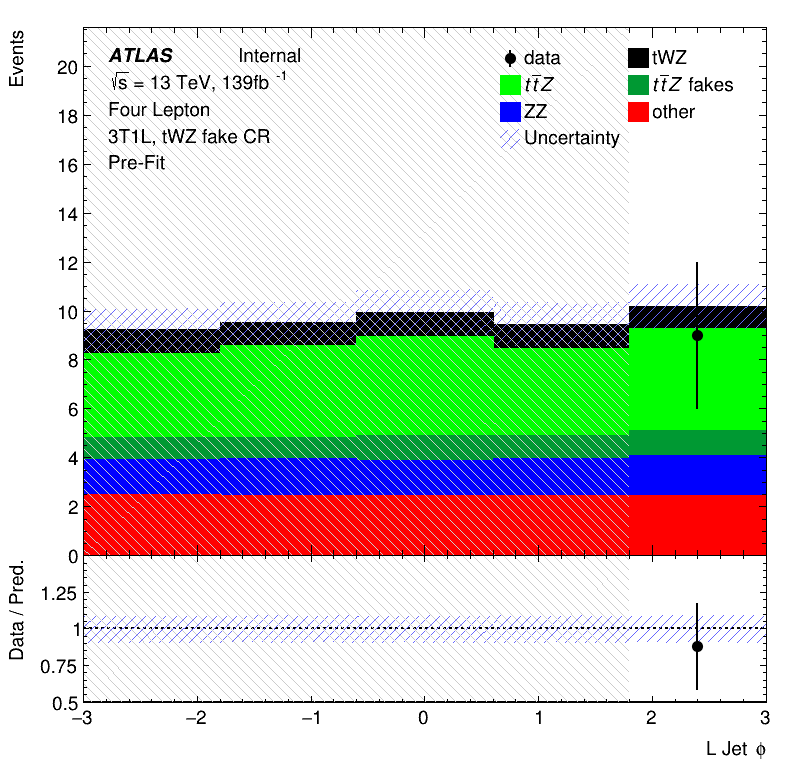 Events
ATLAS Internal
√s = 13 TeV, 139fb⁻¹
Four Lepton
3T1L, tWZ fake CR
Pre-Fit
data
tWZ
tt̄Z
tt̄Z fakes
ZZ
other
Uncertainty
20
18
16
14
12
10
8
6
4
2
0
Data / Pred.
1.25
1
0.75
0.5
−3 −2 −1 0 1 2 3
L Jet ϕ